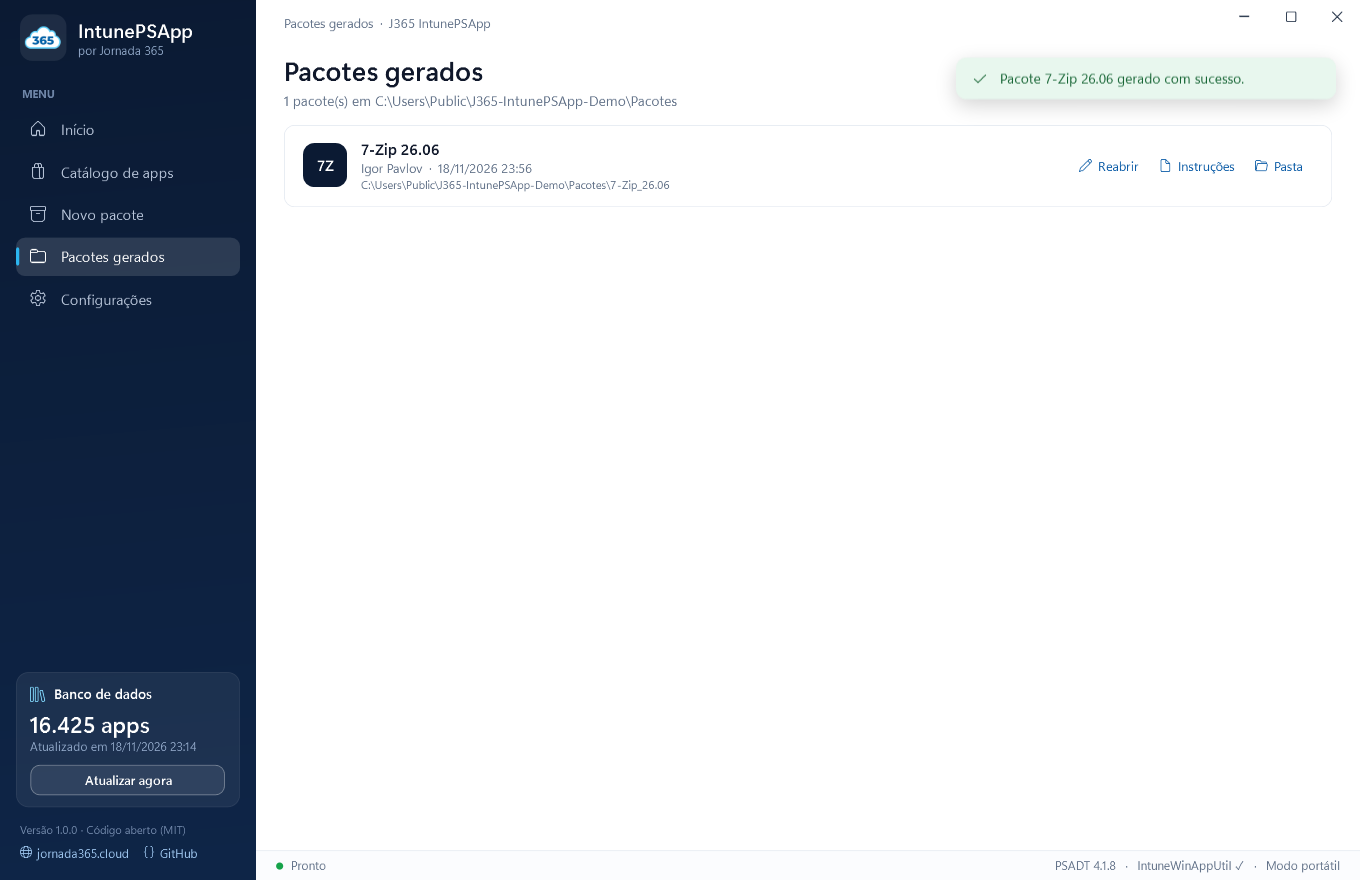 365
IntunePSApp
por Jornada 365
MENU
Início
Catálogo de apps
Novo pacote
Pacotes gerados
Configurações
Banco de dados
16.425 apps
Atualizado em 18/11/2026 23:14
Atualizar agora
Versão 1.0.0 · Código aberto (MIT)
jornada365.cloud
GitHub
Pacotes gerados · J365 IntunePSApp
Pacotes gerados
1 pacote(s) em C:\Users\Public\J365-IntunePSApp-Demo\Pacotes
Pacote 7-Zip 26.06 gerado com sucesso.
7Z
7-Zip 26.06
Igor Pavlov · 18/11/2026 23:56
C:\Users\Public\J365-IntunePSApp-Demo\Pacotes\7-Zip_26.06
Reabrir
Instruções
Pasta
Pronto
PSADT 4.1.8 · IntuneWinAppUtil ✓ · Modo portátil